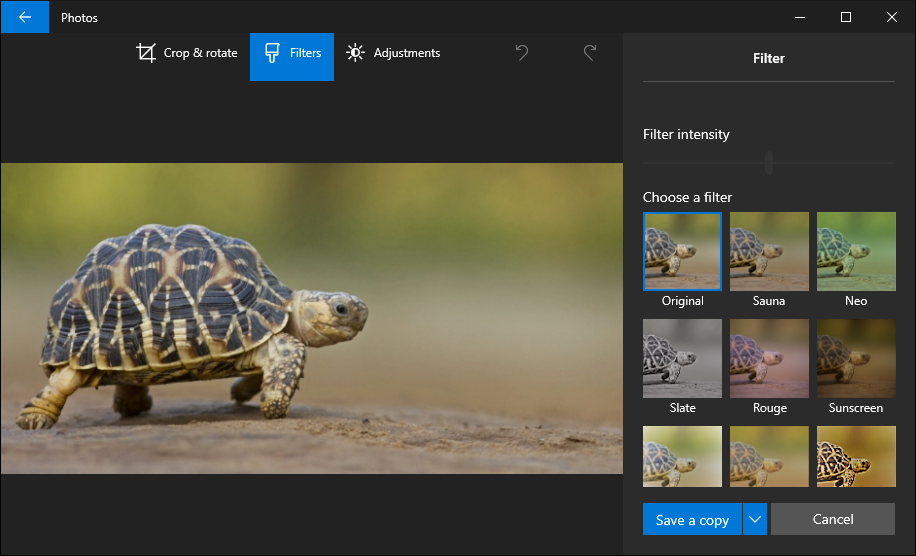 Photos
Crop & rotate
Filters
Adjustments
Filter
Filter intensity
Choose a filter
Original
Sauna
Neo
Slate
Rouge
Sunscreen
Save a copy
Cancel